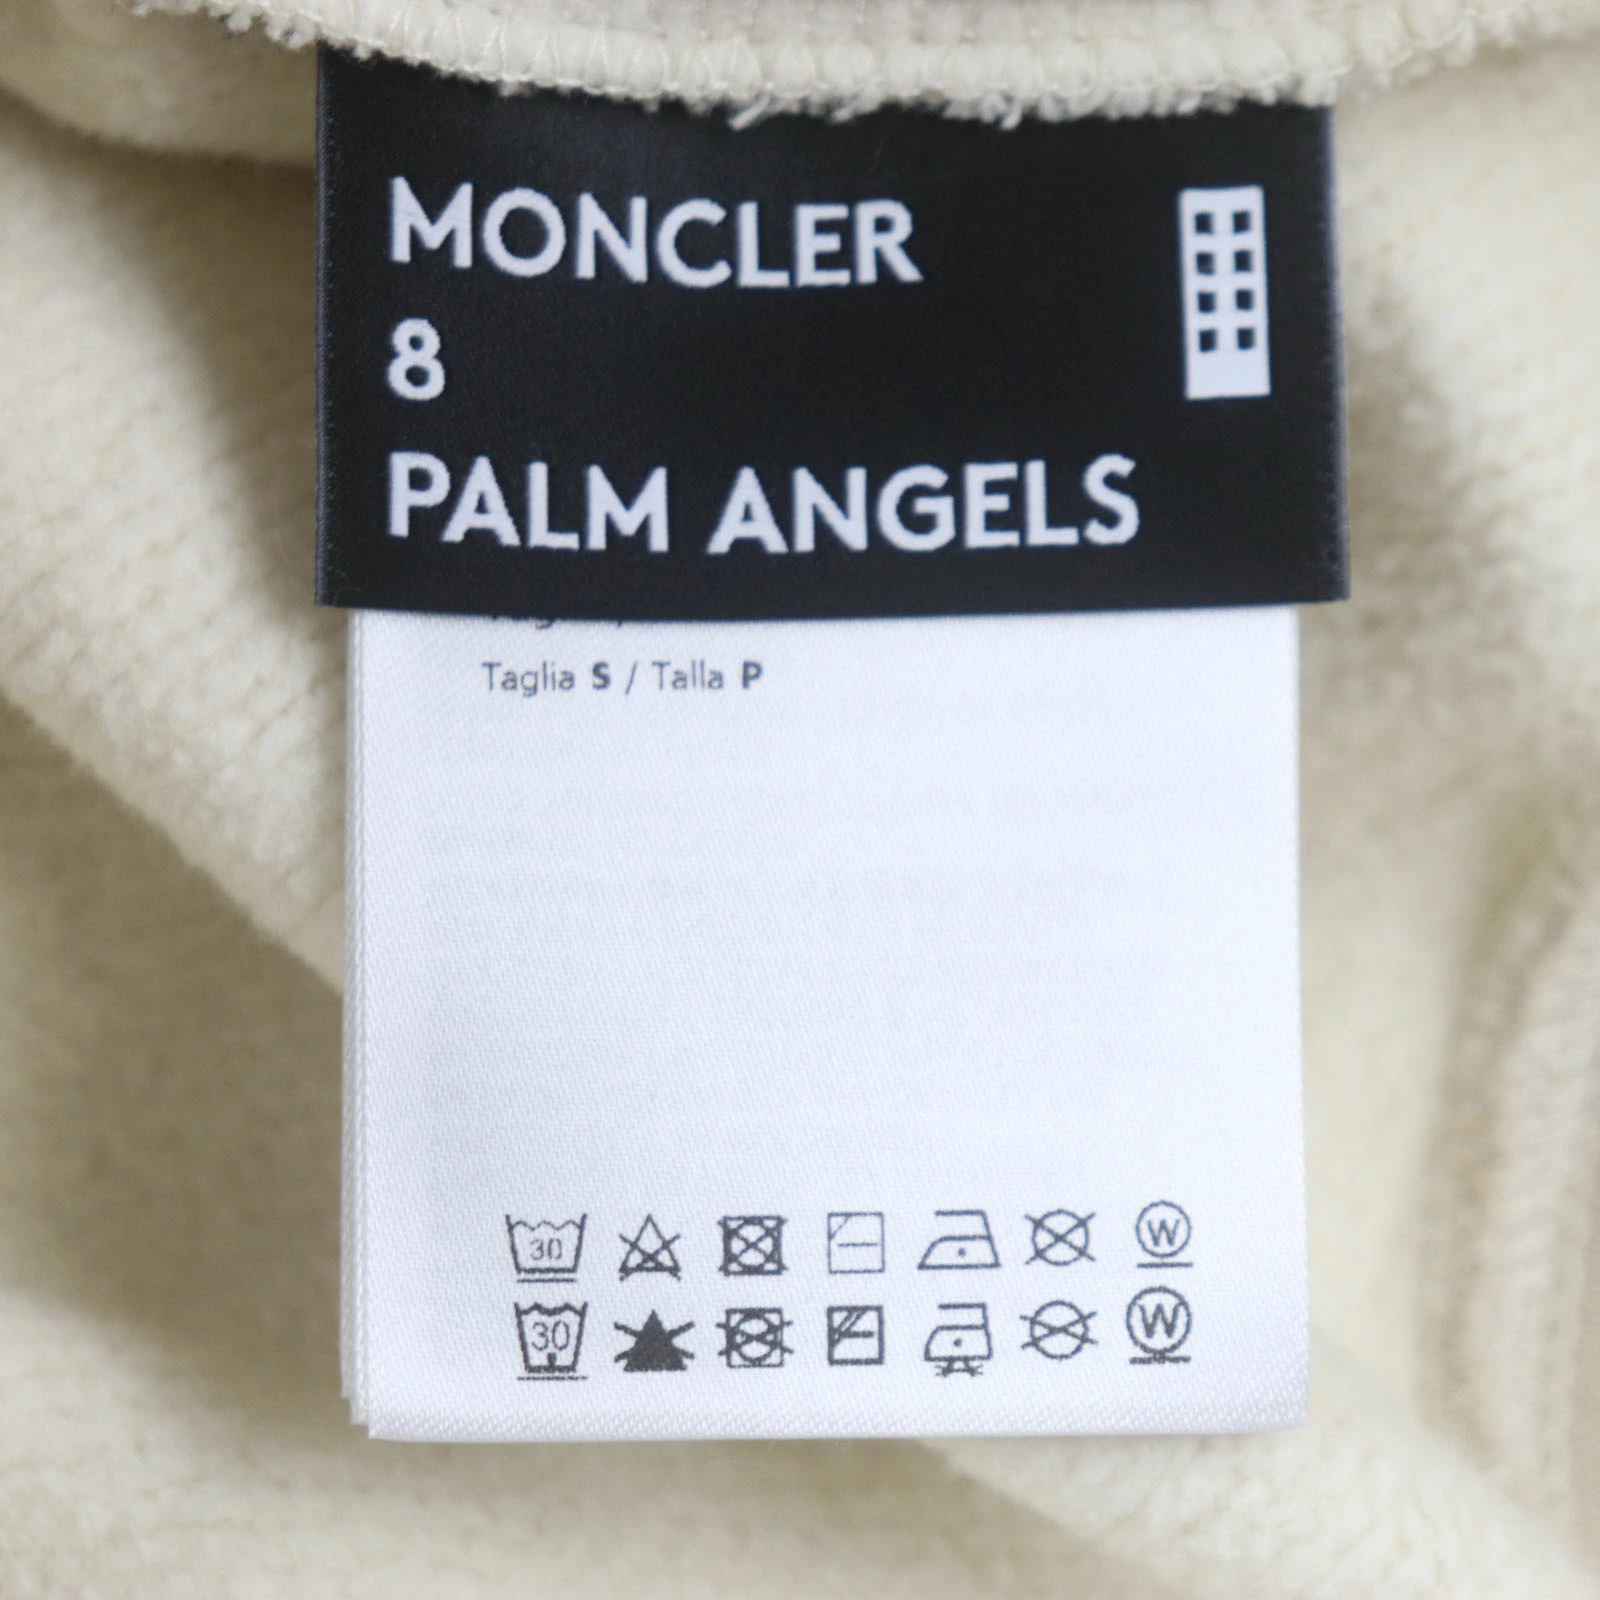 MONCLER
8
PALM ANGELS
Taglia S / Talla P
30 W
30 W